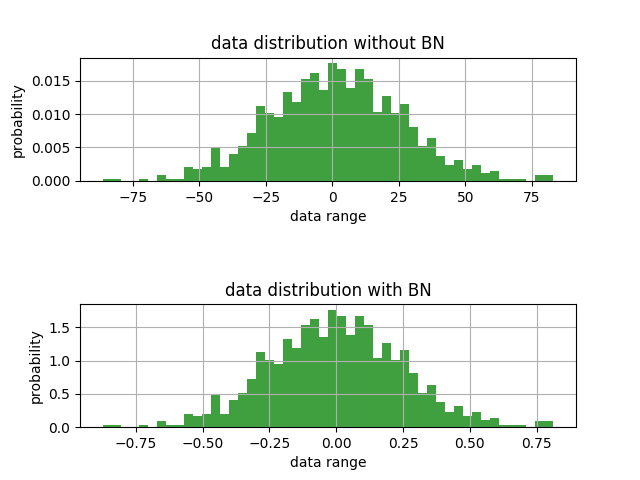 data distribution without BN
probability
0.015
0.010
0.005
0.000
−75 −50 −25 0 25 50 75
data range
data distribution with BN
probability
1.5
1.0
0.5
0.0
−0.75 −0.50 −0.25 0.00 0.25 0.50 0.75
data range